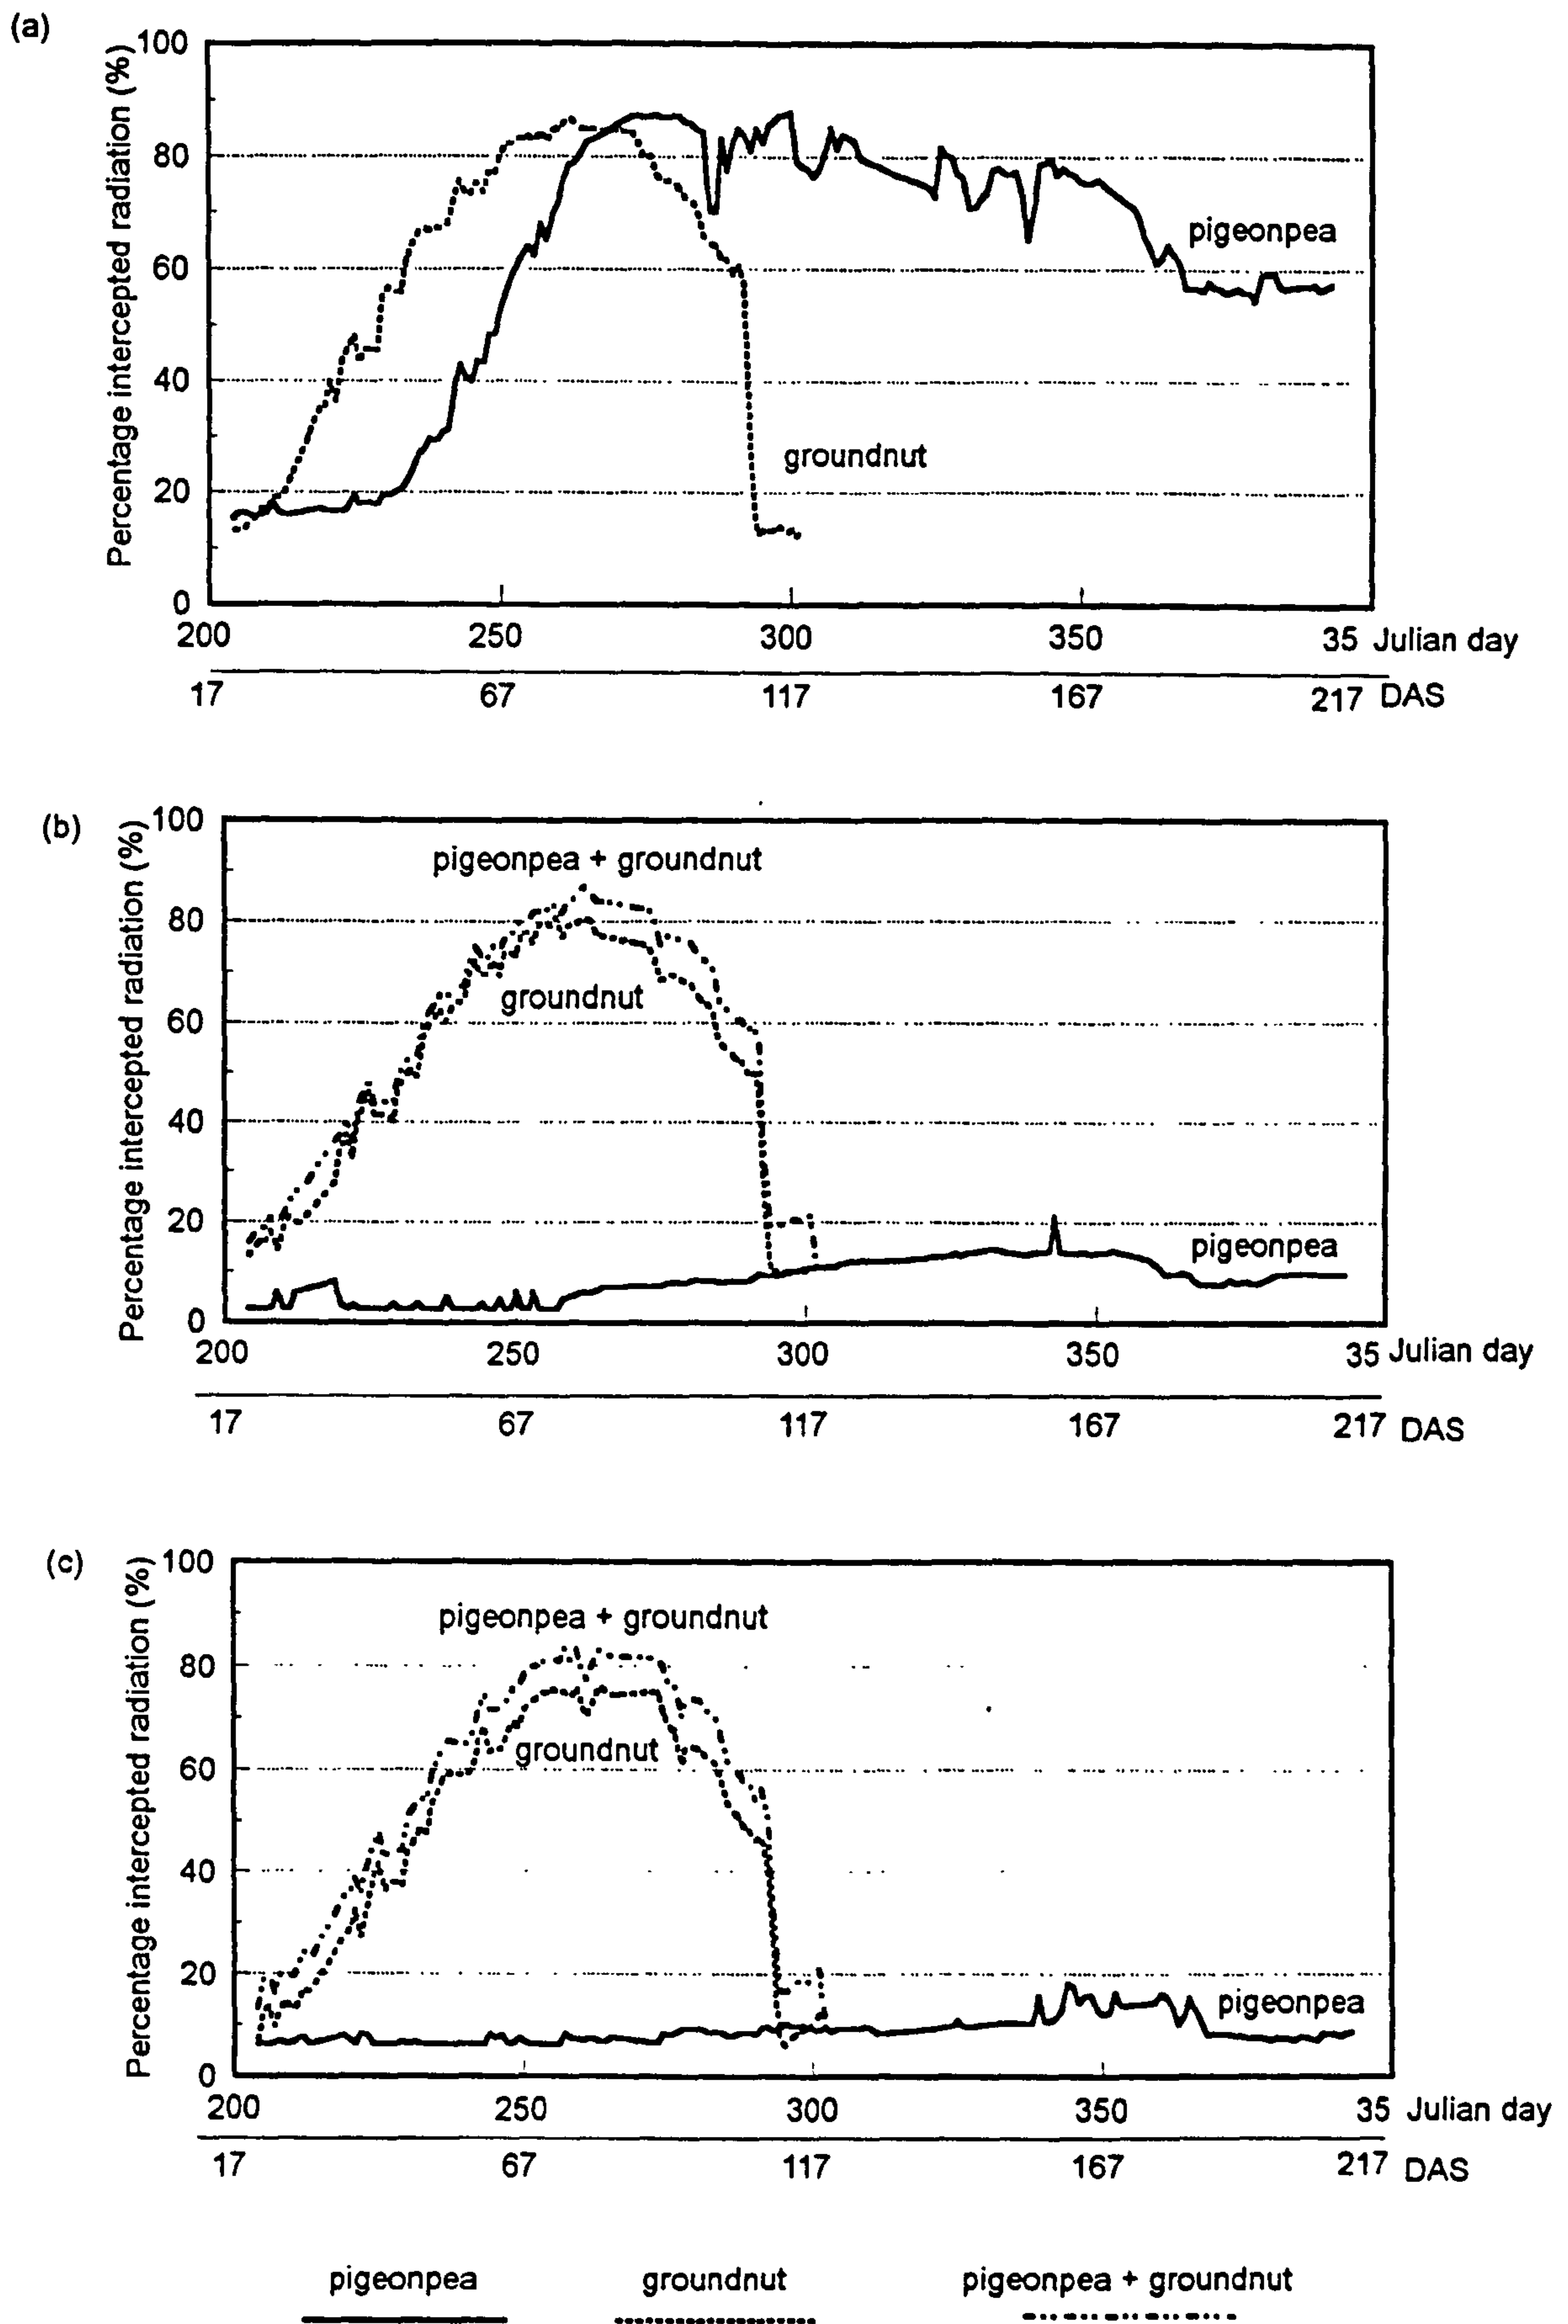 (a)
Percentage intercepted radiation (%)
100
80
60
40
20
0
pigeonpea
groundnut
200 250 300 350 35 Julian day
17 67 117 167 217 DAS
(b)
Percentage intercepted radiation (%)
100
80
60
40
20
0
pigeonpea + groundnut
groundnut
pigeonpea
200 250 300 350 35 Julian day
17 67 117 167 217 DAS
(c)
Percentage intercepted radiation (%)
100
80
60
40
20
0
pigeonpea + groundnut
groundnut
pigeonpea
200 250 300 350 35 Julian day
17 67 117 167 217 DAS
pigeonpea groundnut pigeonpea + groundnut